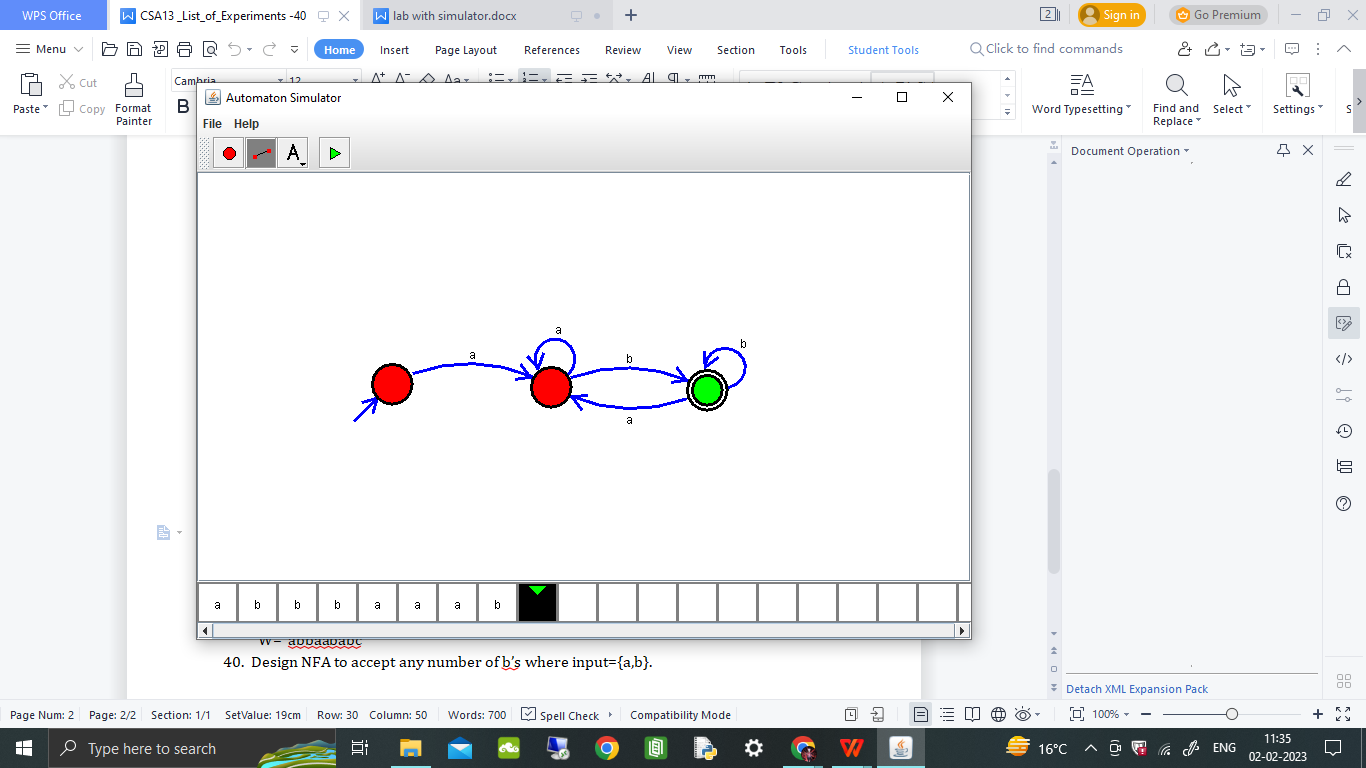 WPS Office
CSA13 _List_of_Experiments -40
lab with simulator.docx
2
Sign in
Go Premium
Menu
Home
Insert
Page Layout
References
Review
View
Section
Tools
Student Tools
Click to find commands
Paste
Cut
Copy
Format
Painter
Cambria
12
B
Word Typesetting
Find and
Replace
Select
Settings
S
Automaton Simulator
File
Help
A
a
a
b
a
b
a b b b a a a b
W= abbaababc
40. Design NFA to accept any number of b's where input={a,b}.
Document Operation
Detach XML Expansion Pack
Page Num: 2
Page: 2/2
Section: 1/1
SetValue: 19cm
Row: 30
Column: 50
Words: 700
Spell Check
Compatibility Mode
100%
Type here to search
16°C
ENG
11:35
02-02-2023